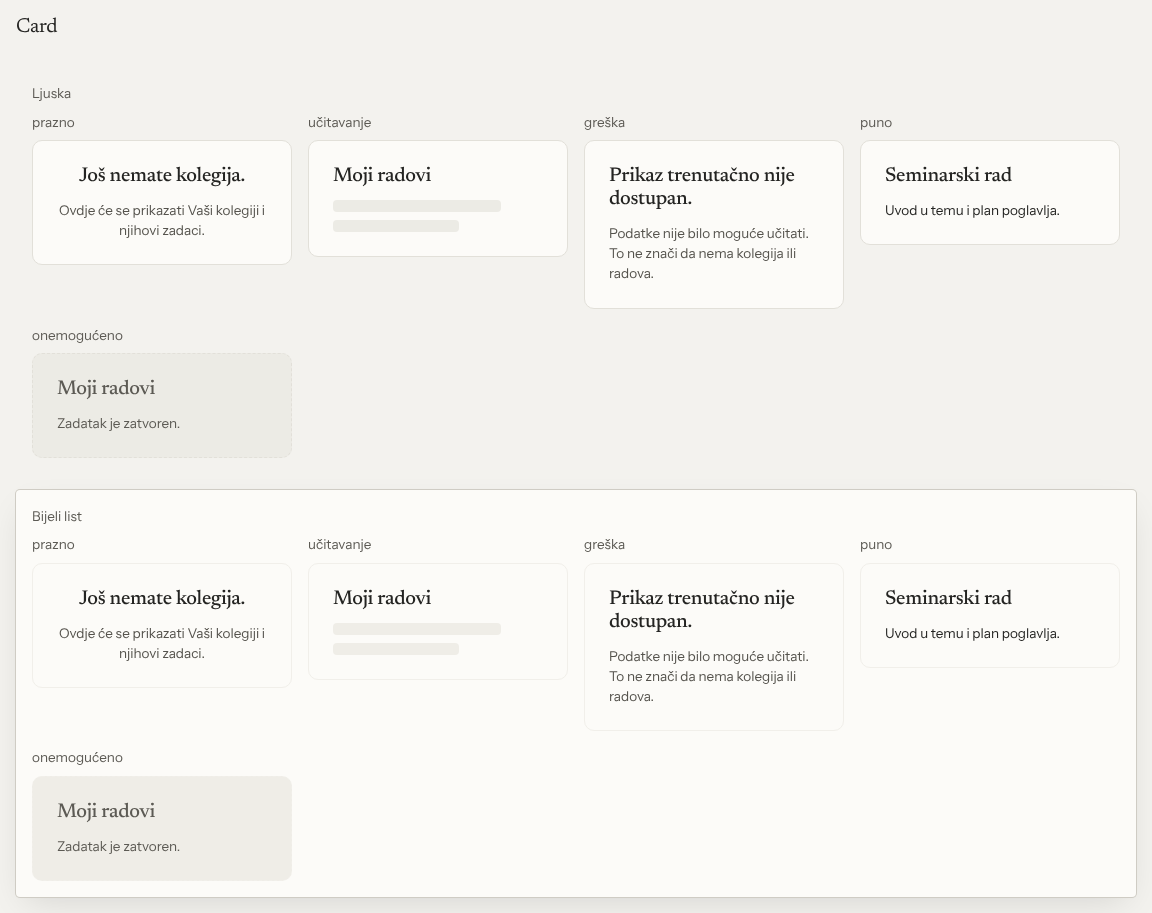 Card
Ljuska
prazno
Još nemate kolegija.
Ovdje će se prikazati Vaši kolegiji i
njihovi zadaci.
učitavanje
Moji radovi
greška
Prikaz trenutačno nije
dostupan.
Podatke nije bilo moguće učitati.
To ne znači da nema kolegija ili
radova.
puno
Seminarski rad
Uvod u temu i plan poglavlja.
onemogućeno
Moji radovi
Zadatak je zatvoren.
Bijeli list
prazno
Još nemate kolegija.
Ovdje će se prikazati Vaši kolegiji i
njihovi zadaci.
učitavanje
Moji radovi
greška
Prikaz trenutačno nije
dostupan.
Podatke nije bilo moguće učitati.
To ne znači da nema kolegija ili
radova.
puno
Seminarski rad
Uvod u temu i plan poglavlja.
onemogućeno
Moji radovi
Zadatak je zatvoren.